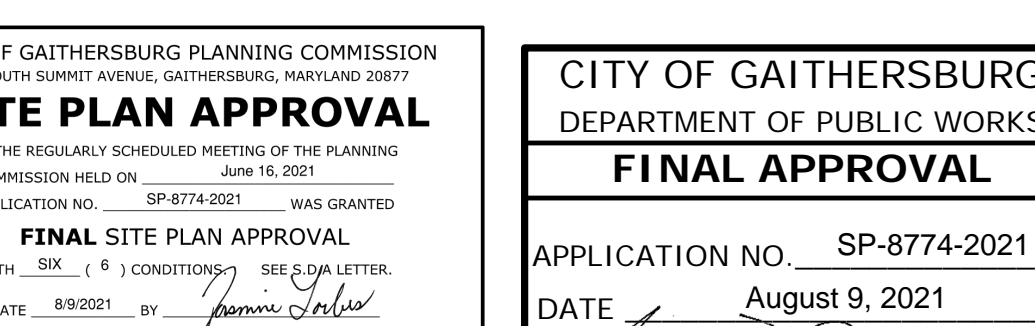 F GAITHERSBURG PLANNING COMMISSION
OUTH SUMMIT AVENUE, GAITHERSBURG, MARYLAND 20877
TE PLAN APPROVAL
THE REGULARLY SCHEDULED MEETING OF THE PLANNING
MMISSION HELD ON June 16, 2021
LICATION NO. SP-8774-2021 WAS GRANTED
FINAL SITE PLAN APPROVAL
TH SIX ( 6 ) CONDITIONS. SEE S.D/A LETTER.
ATE 8/9/2021 BY Jasmine Forbes
CITY OF GAITHERSBURG
DEPARTMENT OF PUBLIC WORKS
FINAL APPROVAL
APPLICATION NO. SP-8774-2021
DATE August 9, 2021